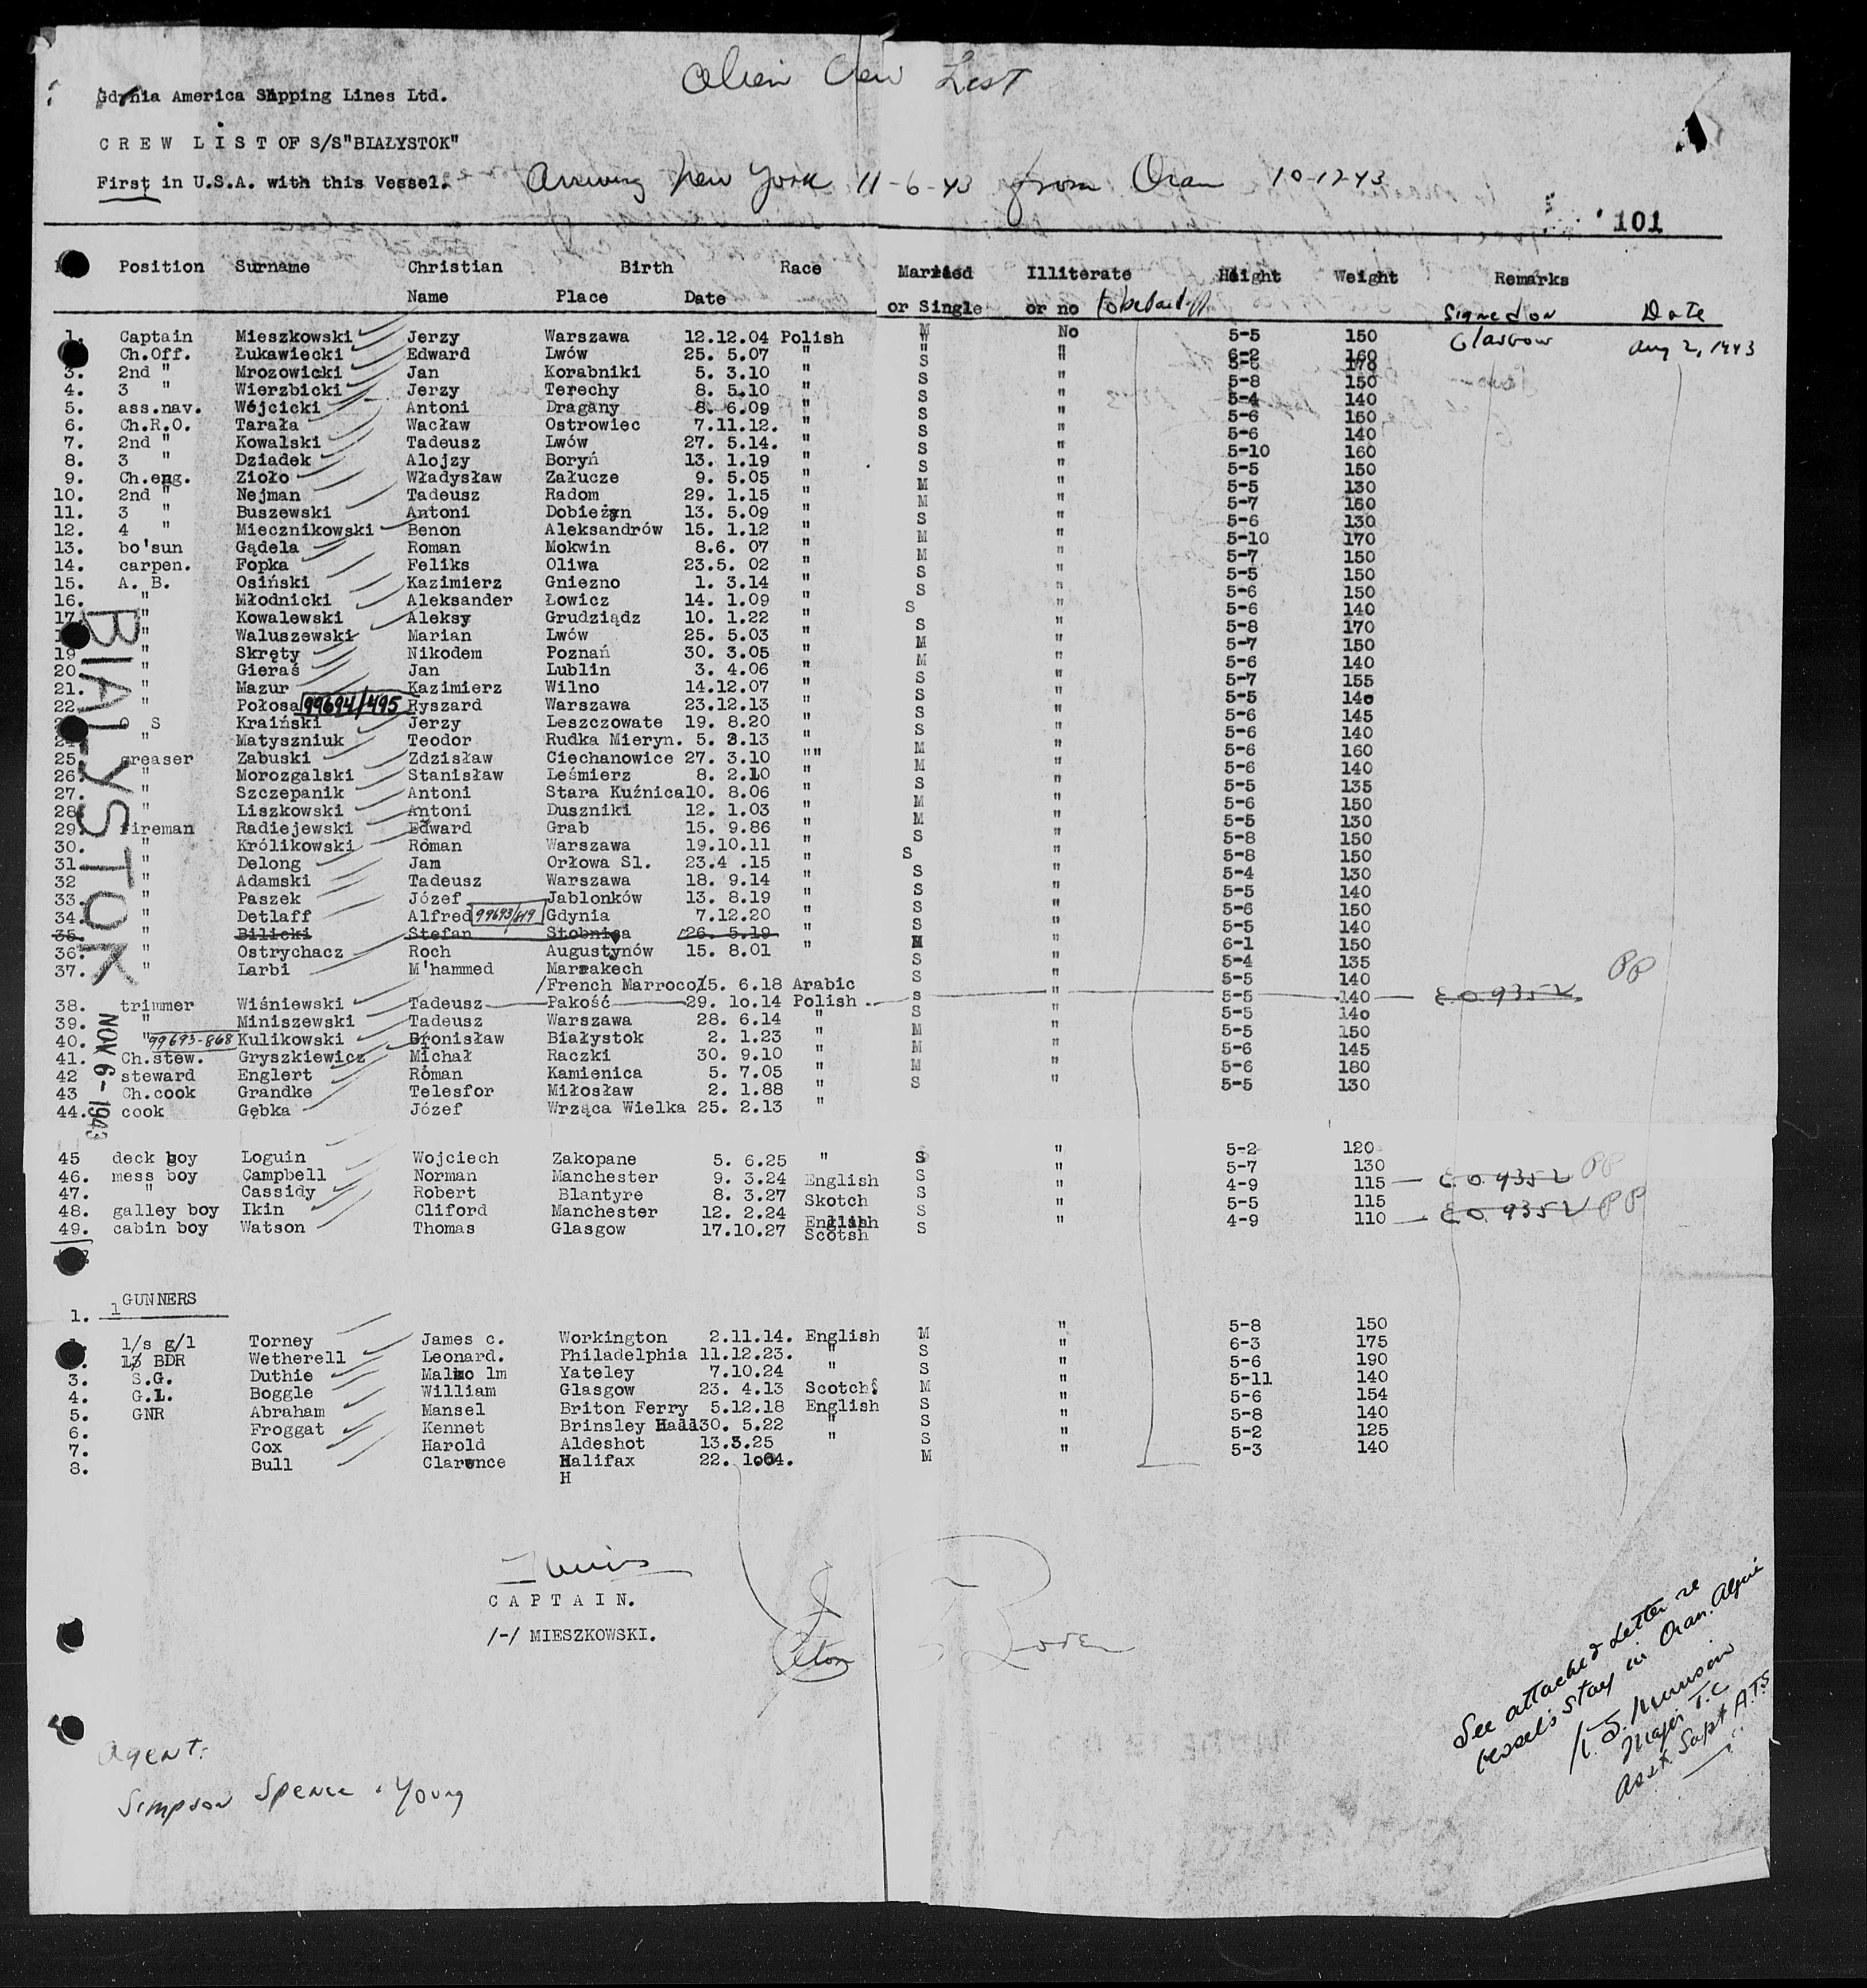 Alien Crew List
Gdynia America Shipping Lines Ltd.
C R E W L I S T OF S/S"BIAŁYSTOK"
First in U.S.A. with this Vessel. Arriving New York 11-6-43 from Oran 10-12-43
101
Position Surname Christian Name Birth Place Date Race Married or Single Illiterate or no Height Weight Remarks
Signed on Date
Glasgow Aug 2, 1943
1. Captain Mieszkowski Jerzy Warszawa 12.12.04 Polish M No 5-5 150
Ch.Off. Łukawiecki Edward Lwów 25. 5.07 " " " 6-2 160
3. 2nd " Mrozowicki Jan Korabniki 5. 3.10 " S " 5-6 170
4. 3 " Wierzbicki Jerzy Terechy 8. 5.10 " S " 5-8 150
5. ass.nav. Wójcicki Antoni Dragany 8. 6.09 " S " 5-4 140
6. Ch.R.O. Tarała Wacław Ostrowiec 7.11.12. " S " 5-6 150
7. 2nd " Kowalski Tadeusz Lwów 27. 5.14. " S " 5-6 140
8. 3 " Dziadek Alojzy Boryń 13. 1.19 " S " 5-10 160
9. Ch.eng. Zioło Władysław Załucze 9. 5.05 " S " 5-5 150
10. 2nd " Nejman Tadeusz Radom 29. 1.15 " M " 5-5 130
11. 3 " Buszewski Antoni Dobieżyn 13. 5.09 " M " 5-7 160
12. 4 " Miecznikowski Benon Aleksandrów 15. 1.12 " S " 5-6 130
13. bo'sun Gądela Roman Mokwin 8.6. 07 " M " 5-10 170
14. carpen. Fopka Feliks Oliwa 23.5. 02 " M " 5-7 150
15. A. B. Osiński Kazimierz Gniezno 1. 3.14 " S " 5-5 150
16. " Młodnicki Aleksander Łowicz 14. 1.09 " S " 5-6 150
17. " Kowalewski Aleksy Grudziądz 10. 1.22 " S " 5-6 140
" Waluszewski Marian Lwów 25. 5.03 " S " 5-8 170
19 " Skręty Nikodem Poznań 30. 3.05 " M " 5-7 150
20. " Gieraś Jan Lublin 3. 4.06 " M " 5-6 140
21. " Mazur Kazimierz Wilno 14.12.07 " S " 5-7 155
22. " Połosa 99694/495 Ryszard Warszawa 23.12.13 " S " 5-5 140
o S Kraiński Jerzy Leszczowate 19. 8.20 " S " 5-6 145
24. " Matyszniuk Teodor Rudka Mieryn. 5. 3.13 " S " 5-6 140
25. greaser Zabuski Zdzisław Ciechanowice 27. 3.10 "" M " 5-6 160
26. " Morozgalski Stanisław Leśmierz 8. 2.10 " M " 5-6 140
27. " Szczepanik Antoni Stara Kuźnica10. 8.06 " S " 5-5 135
28. " Liszkowski Antoni Duszniki 12. 1.03 " M " 5-6 150
29. fireman Radiejewski Edward Grab 15. 9.86 " M " 5-5 130
30. " Królikowski Roman Warszawa 19.10.11 " S " 5-8 150
31. " Delong Jan Orłowa Sl. 23.4 .15 " S " 5-8 150
32 " Adamski Tadeusz Warszawa 18. 9.14 " S " 5-4 130
33. " Paszek Józef Jablonków 13. 8.19 " S " 5-5 140
34. " Detlaff Alfred 99693/419 Gdynia 7.12.20 " S " 5-6 150
35. " Bilicki Stefan Stobnica 26. 5.19 " S " 5-5 140
36. " Ostrychacz Roch Augustynów 15. 8.01 " M " 6-1 150
37. " Larbi M'hammed Marrakech S " 5-4 135
/French Marroco/15. 6.18 Arabic S " 5-5 140 PP
38. trimmer Wiśniewski Tadeusz Pakość 29. 10.14 Polish s " 5-5 140 E.O. 9352
39. " Miniszewski Tadeusz Warszawa 28. 6.14 " S " 5-5 140
40. " 99693-868 Kulikowski Bronisław Białystok 2. 1.23 " M " 5-5 150
41. Ch.stew. Gryszkiewicz Michał Raczki 30. 9.10 " M " 5-6 145
42 steward Englert Roman Kamienica 5. 7.05 " M " 5-6 180
43 Ch.cook Grandke Telesfor Miłosław 2. 1.88 " S " 5-5 130
44. cook Gębka Józef Wrząca Wielka 25. 2.13 "
45 deck boy Loguin Wojciech Zakopane 5. 6.25 " S " 5-2 120
46. mess boy Campbell Norman Manchester 9. 3.24 English S " 5-7 130
47. " Cassidy Robert Blantyre 8. 3.27 Skotch S " 4-9 115 E.O. 9352 PP
48. galley boy Ikin Cliford Manchester 12. 2.24 English S " 5-5 115
49. cabin boy Watson Thomas Glasgow 17.10.27 Scotsh S " 4-9 110 E.O. 9352 PP
BIALYSTOK
NOV 6- 1943
GUNNERS
1.
l/s g/l Torney James c. Workington 2.11.14. English M " 5-8 150
BDR Wetherell Leonard. Philadelphia 11.12.23. " S " 6-3 175
3. S.G. Duthie Malko lm Yateley 7.10.24 " S " 5-6 190
4. G.L. Boggle William Glasgow 23. 4.13 Scotch. M " 5-11 140
5. GNR Abraham Mansel Briton Ferry 5.12.18 English S " 5-6 154
6. Froggat Kennet Brinsley Hall30. 5.22 " S " 5-8 140
7. Cox Harold Aldeshot 13.3.25 " S " 5-2 125
8. Bull Clarence Halifax 22. 1.04. M " 5-3 140
H
C A P T A I N.
/-/ MIESZKOWSKI.
See attached letter re
vessel's stay in Oran. Algie
Major T.C
Asst. Supt A.T.S
Agent:
Simpson Spence & Young